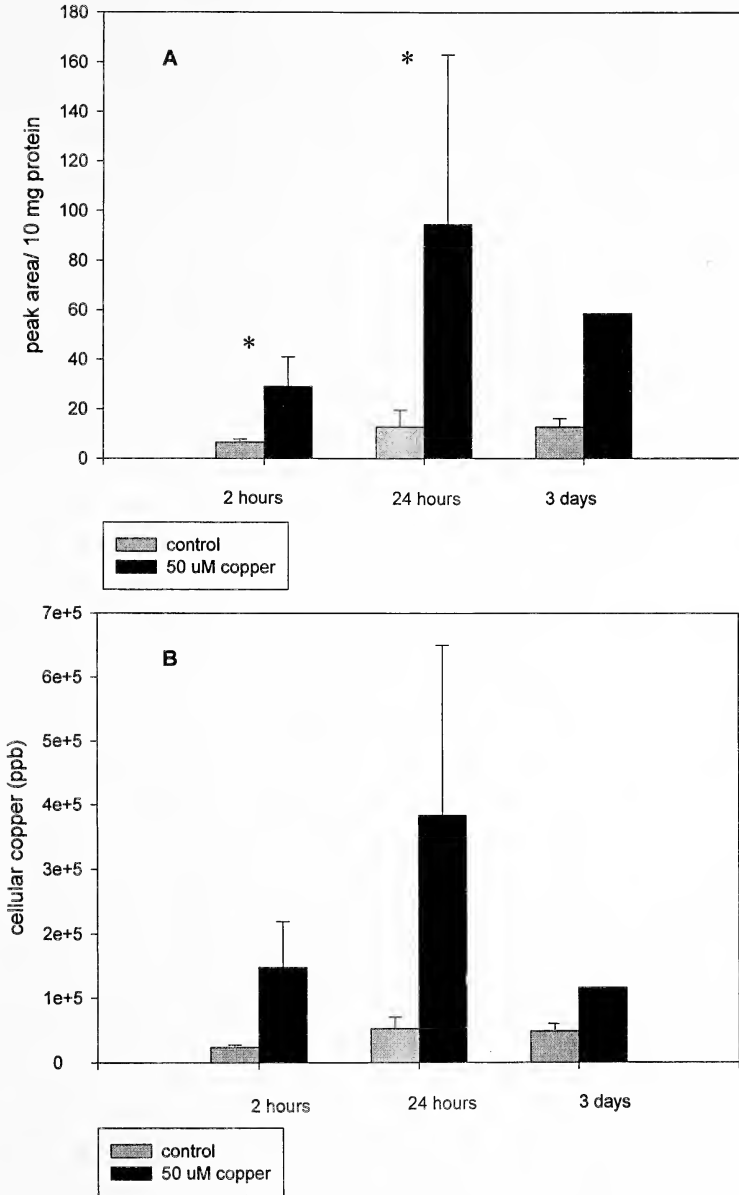 180
160
140
120
100
80
60
40
20
0
peak area/ 10 mg protein
A
*
*
2 hours
24 hours
3 days
control
50 uM copper
7e+5
6e+5
5e+5
4e+5
3e+5
2e+5
1e+5
0
cellular copper (ppb)
B
2 hours
24 hours
3 days
control
50 uM copper